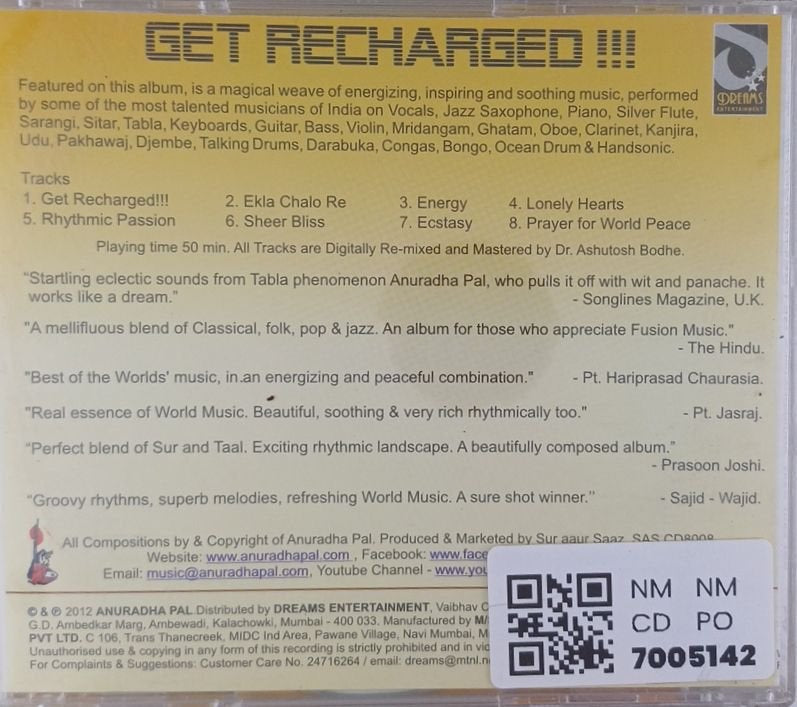 GET RECHARGED !!!
DREAMS
ENTERTAINMENT
Featured on this album, is a magical weave of energizing, inspiring and soothing music, performed
by some of the most talented musicians of India on Vocals, Jazz Saxophone, Piano, Silver Flute,
Sarangi, Sitar, Tabla, Keyboards, Guitar, Bass, Violin, Mridangam, Ghatam, Oboe, Clarinet, Kanjira,
Udu, Pakhawaj, Djembe, Talking Drums, Darabuka, Congas, Bongo, Ocean Drum & Handsonic.
Tracks
1. Get Recharged!!! 2. Ekla Chalo Re 3. Energy 4. Lonely Hearts
5. Rhythmic Passion 6. Sheer Bliss 7. Ecstasy 8. Prayer for World Peace
Playing time 50 min. All Tracks are Digitally Re-mixed and Mastered by Dr. Ashutosh Bodhe.
“Startling eclectic sounds from Tabla phenomenon Anuradha Pal, who pulls it off with wit and panache. It
works like a dream.” - Songlines Magazine, U.K.
"A mellifluous blend of Classical, folk, pop & jazz. An album for those who appreciate Fusion Music."
- The Hindu.
"Best of the Worlds' music, in an energizing and peaceful combination." - Pt. Hariprasad Chaurasia.
"Real essence of World Music. Beautiful, soothing & very rich rhythmically too." - Pt. Jasraj.
“Perfect blend of Sur and Taal. Exciting rhythmic landscape. A beautifully composed album.”
- Prasoon Joshi.
“Groovy rhythms, superb melodies, refreshing World Music. A sure shot winner.” - Sajid - Wajid.
All Compositions by & Copyright of Anuradha Pal. Produced & Marketed by Sur aaur Saaz. SAS CD8008
Website: www.anuradhapal.com , Facebook: www.face
Email: music@anuradhapal.com, Youtube Channel - www.you
© & ℗ 2012 ANURADHA PAL Distributed by DREAMS ENTERTAINMENT, Vaibhav
G.D. Ambedkar Marg, Ambewadi, Kalachowki, Mumbai - 400 033. Manufactured by M/
PVT LTD. C 106, Trans Thanecreek, MIDC Ind Area, Pawane Village, Navi Mumbai,
Unauthorised use & copying in any form of this recording is strictly prohibited and in
For Complaints & Suggestions: Customer Care No. 24716264 / email: dreams@mtnl.n
NM NM
CD PO
7005142